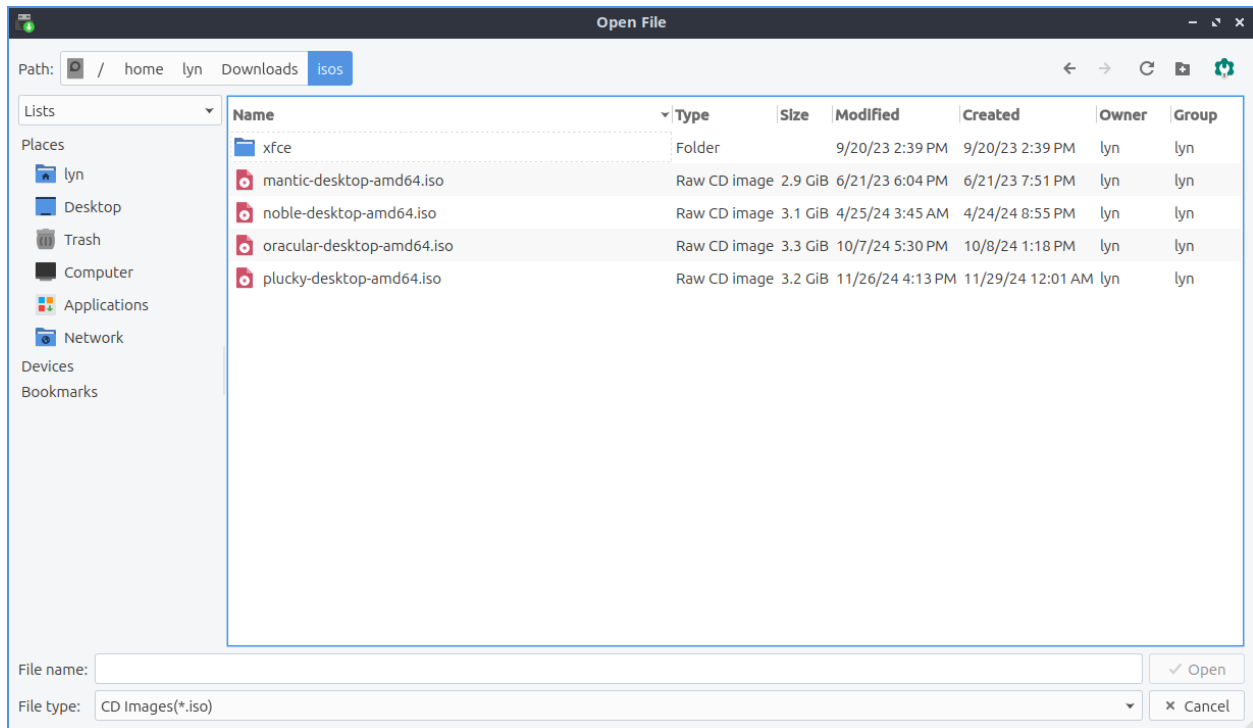 Open File
Path: / home lyn Downloads isos
Lists
Places
lyn
Desktop
Trash
Computer
Applications
Network
Devices
Bookmarks
Name Type Size Modified Created Owner Group
xfce Folder 9/20/23 2:39 PM 9/20/23 2:39 PM lyn lyn
mantic-desktop-amd64.iso Raw CD image 2.9 GiB 6/21/23 6:04 PM 6/21/23 7:51 PM lyn lyn
noble-desktop-amd64.iso Raw CD image 3.1 GiB 4/25/24 3:45 AM 4/24/24 8:55 PM lyn lyn
oracular-desktop-amd64.iso Raw CD image 3.3 GiB 10/7/24 5:30 PM 10/8/24 1:18 PM lyn lyn
plucky-desktop-amd64.iso Raw CD image 3.2 GiB 11/26/24 4:13 PM 11/29/24 12:01 AM lyn lyn
File name: Open
File type: CD Images(*.iso) Cancel